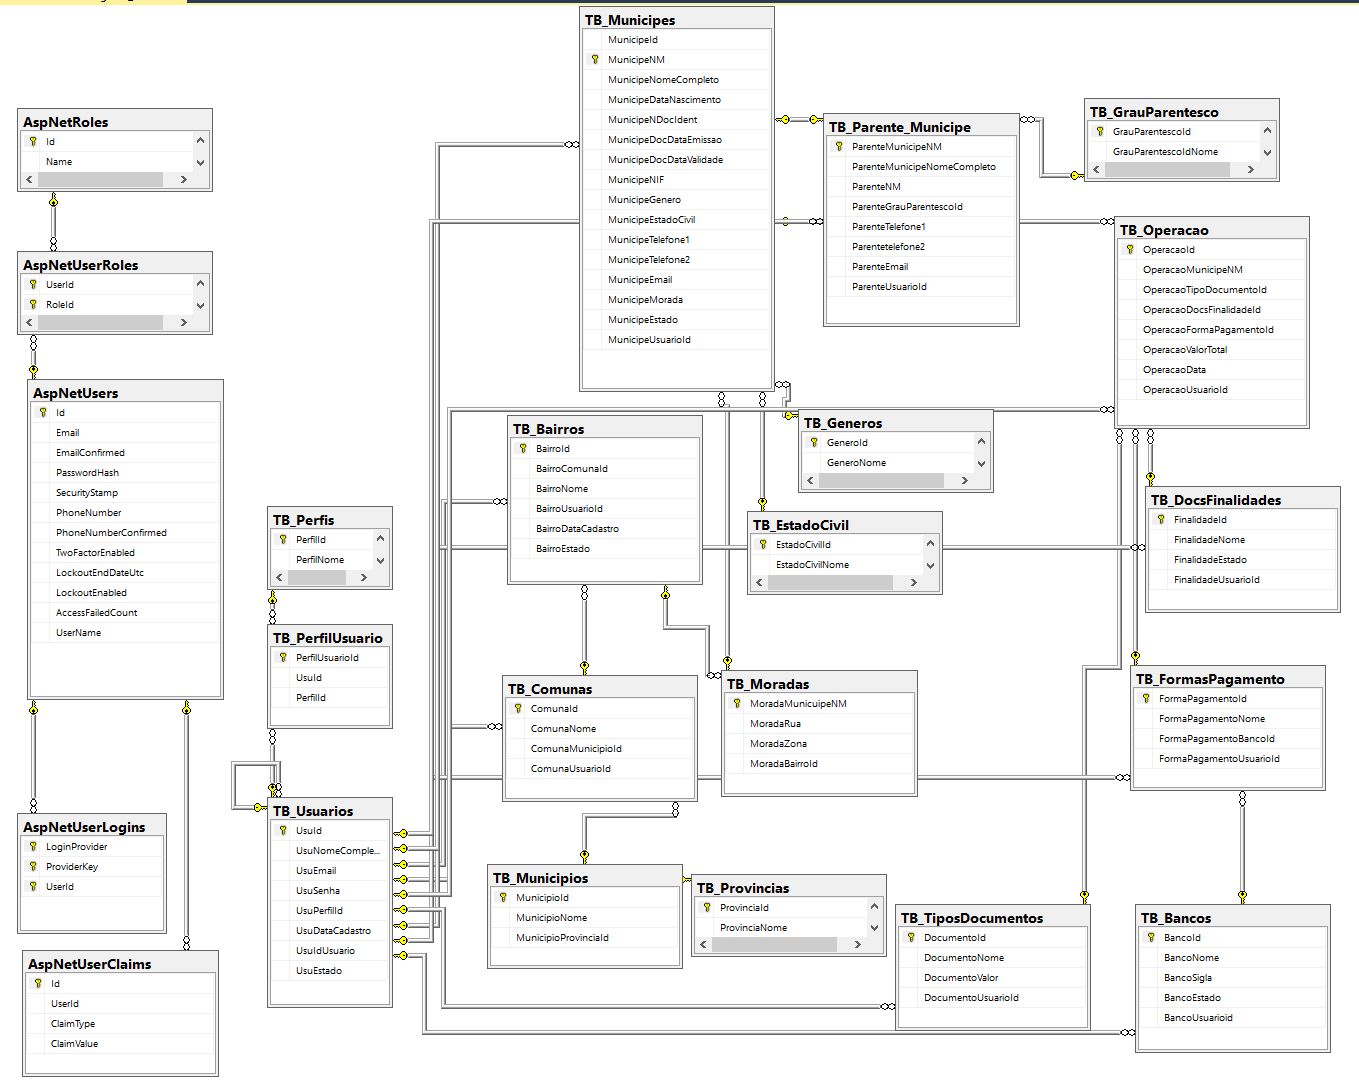 TB_Municipes
MunicipeId
MunicipeNM
MunicipeNomeCompleto
MunicipeDataNascimento
MunicipeNDocIdent
MunicipeDocDataEmissao
MunicipeDocDataValidade
MunicipeNIF
MunicipeGenero
MunicipeEstadoCivil
MunicipeTelefone1
MunicipeTelefone2
MunicipeEmail
MunicipeMorada
MunicipeEstado
MunicipeUsuarioId
AspNetRoles
Id
Name
TB_Parente_Municipe
ParenteMunicipeNM
ParenteMunicipeNomeCompleto
ParenteNM
ParenteGrauParentescoId
ParenteTelefone1
Parentetelefone2
ParenteEmail
ParenteUsuarioId
TB_GrauParentesco
GrauParentescoId
GrauParentescoIdNome
TB_Operacao
OperacaoId
OperacaoMunicipeNM
OperacaoTipoDocumentoId
OperacaoDocsFinalidadeId
OperacaoFormaPagamentoId
OperacaoValorTotal
OperacaoData
OperacaoUsuarioId
AspNetUserRoles
UserId
RoleId
AspNetUsers
Id
Email
EmailConfirmed
PasswordHash
SecurityStamp
PhoneNumber
PhoneNumberConfirmed
TwoFactorEnabled
LockoutEndDateUtc
LockoutEnabled
AccessFailedCount
UserName
TB_Bairros
BairroId
BairroComunaId
BairroNome
BairroUsuarioId
BairroDataCadastro
BairroEstado
TB_Generos
GeneroId
GeneroNome
TB_Perfis
PerfilId
PerfilNome
TB_EstadoCivil
EstadoCivilId
EstadoCivilNome
TB_DocsFinalidades
FinalidadeId
FinalidadeNome
FinalidadeEstado
FinalidadeUsuarioId
TB_PerfilUsuario
PerfilUsuarioId
UsuId
PerfilId
TB_Comunas
ComunaId
ComunaNome
ComunaMunicipioId
ComunaUsuarioId
TB_Moradas
MoradaMunicuipeNM
MoradaRua
MoradaZona
MoradaBairroId
TB_FormasPagamento
FormaPagamentoId
FormaPagamentoNome
FormaPagamentoBancoId
FormaPagamentoUsuarioId
TB_Usuarios
UsuId
UsuNomeComple...
UsuEmail
UsuSenha
UsuPerfilId
UsuDataCadastro
UsuIdUsuario
UsuEstado
AspNetUserLogins
LoginProvider
ProviderKey
UserId
TB_Municipios
MunicipioId
MunicipioNome
MunicipioProvinciaId
TB_Provincias
ProvinciaId
ProvinciaNome
TB_TiposDocumentos
DocumentoId
DocumentoNome
DocumentoValor
DocumentoUsuarioId
TB_Bancos
BancoId
BancoNome
BancoSigla
BancoEstado
BancoUsuarioid
AspNetUserClaims
Id
UserId
ClaimType
ClaimValue